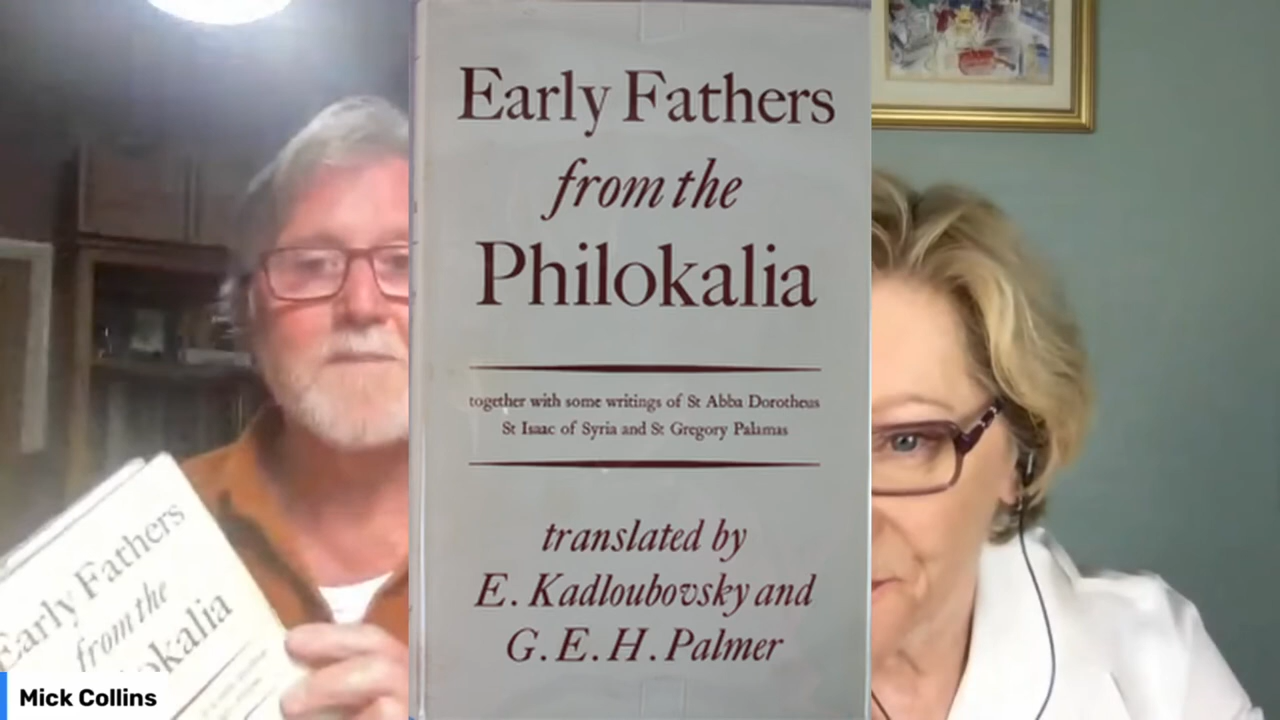 Early Fathers
from the
Philokalia
together with some writings of St Abba Dorotheus
St Isaac of Syria and St Gregory Palamas
translated by
E. Kadloubovsky and
G. E. H. Palmer
Early Fathers
from the
okalia
Mick Collins